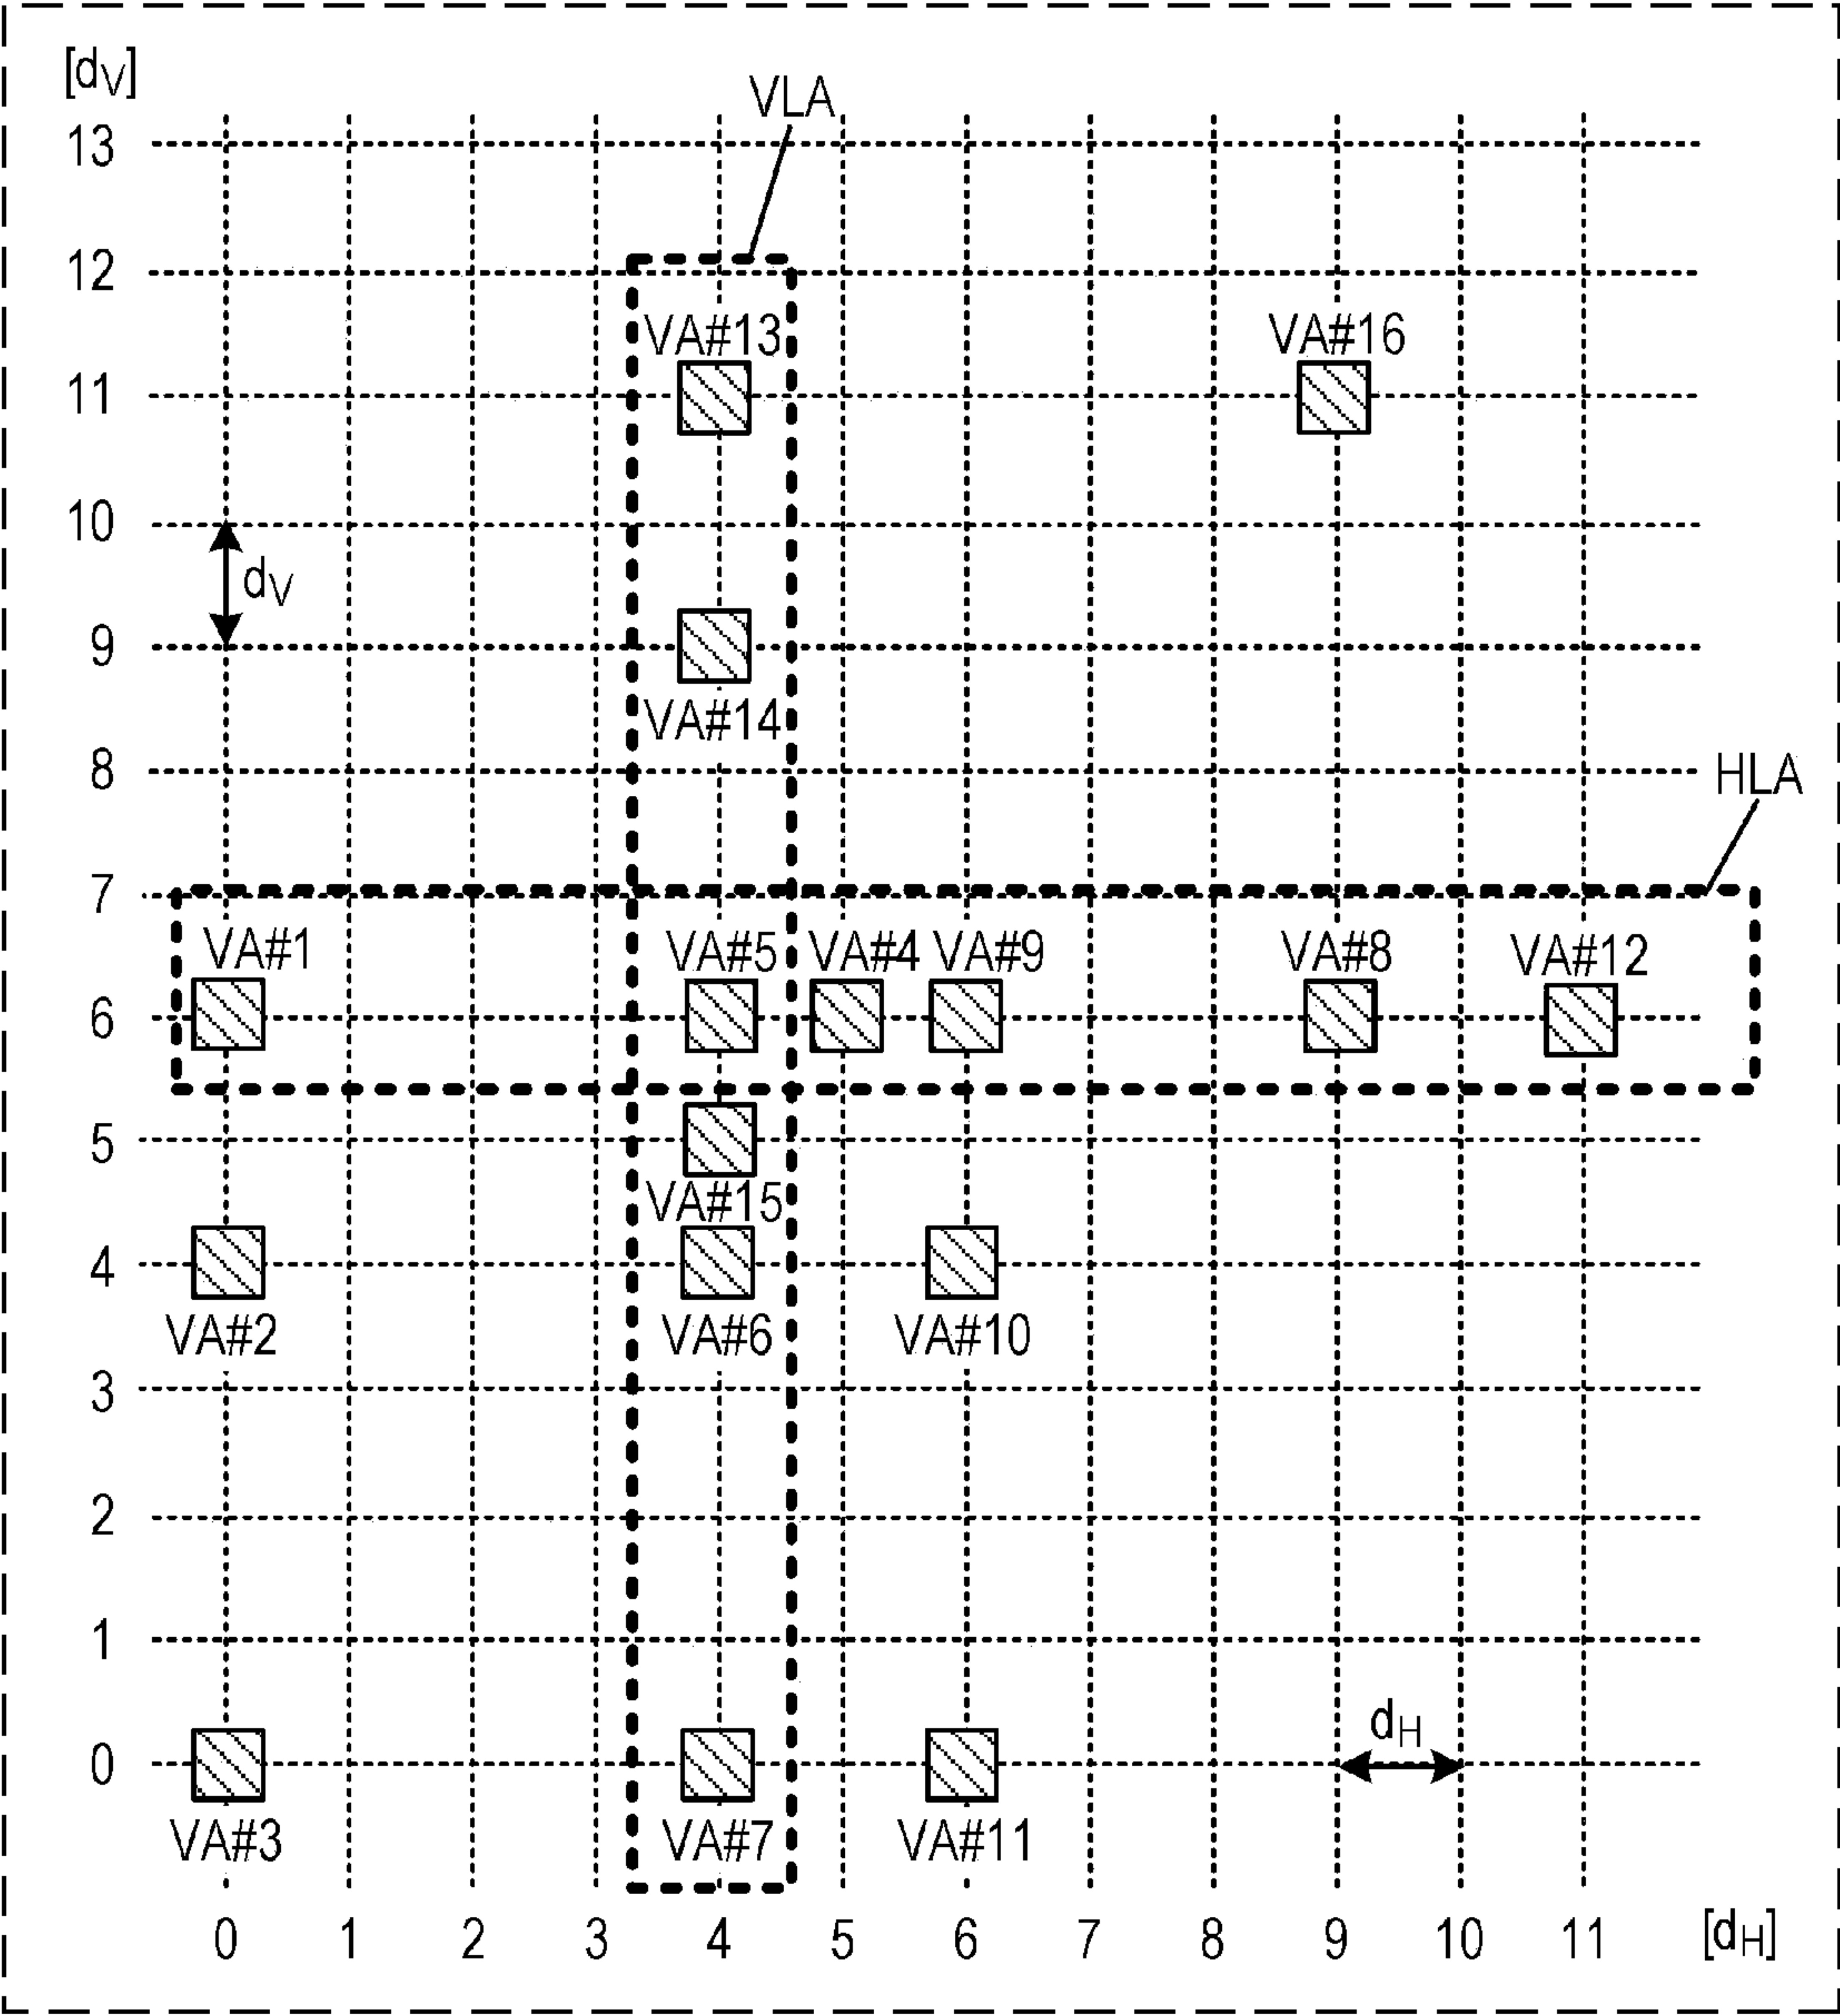 [dV]
VLA
13
12
VA#13 VA#16
11
10
dV
9
VA#14
8
HLA
7
VA#1 VA#5 VA#4 VA#9 VA#8 VA#12
6
5
VA#15
4
VA#2 VA#6 VA#10
3
2
1
dH
0
VA#3 VA#7 VA#11
0 1 2 3 4 5 6 7 8 9 10 11 [dH]